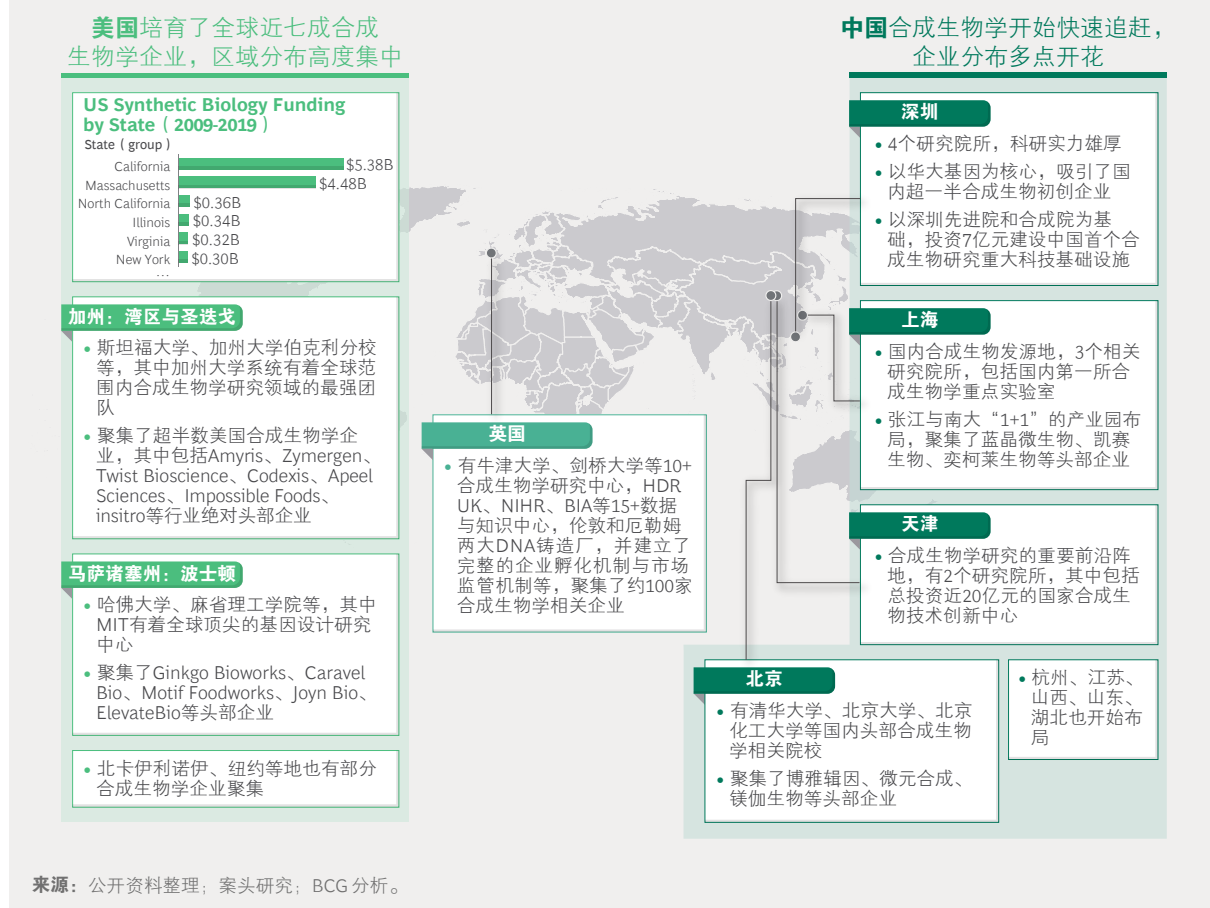 美国培育了全球近七成合成
生物学企业，区域分布高度集中
US Synthetic Biology Funding
by State（2009-2019）
State（group）
California $5.38B
Massachusetts $4.48B
North California $0.36B
Illinois $0.34B
Virginia $0.32B
New York $0.30B
...
加州：湾区与圣迭戈
• 斯坦福大学、加州大学伯克利分校
等，其中加州大学系统有着全球范
围内合成生物学研究领域的最强团
队
• 聚集了超半数美国合成生物学企
业，其中包括Amyris、Zymergen、
Twist Bioscience、Codexis、Apeel
Sciences、Impossible Foods、
insitro等行业绝对头部企业
马萨诸塞州：波士顿
• 哈佛大学、麻省理工学院等，其中
MIT有着全球顶尖的基因设计研究
中心
• 聚集了Ginkgo Bioworks、Caravel
Bio、Motif Foodworks、Joyn Bio、
ElevateBio等头部企业
• 北卡伊利诺伊、纽约等地也有部分
合成生物学企业聚集
英国
• 有牛津大学、剑桥大学等10+
合成生物学研究中心，HDR
UK、NIHR、BIA等15+数据
与知识中心，伦敦和厄勒姆
两大DNA铸造厂，并建立了
完整的企业孵化机制与市场
监管机制等，聚集了约100家
合成生物学相关企业
中国合成生物学开始快速追赶，
企业分布多点开花
深圳
• 4个研究院所，科研实力雄厚
• 以华大基因为核心，吸引了国
内超一半合成生物初创企业
• 以深圳先进院和合成院为基
础，投资7亿元建设中国首个合
成生物研究重大科技基础设施
上海
• 国内合成生物发源地，3个相关
研究院所，包括国内第一所合
成生物学重点实验室
• 张江与南大“1+1”的产业园布
局，聚集了蓝晶微生物、凯赛
生物、奕柯莱生物等头部企业
天津
• 合成生物学研究的重要前沿阵
地，有2个研究院所，其中包括
总投资近20亿元的国家合成生
物技术创新中心
北京
• 有清华大学、北京大学、北京
化工大学等国内头部合成生物
学相关院校
• 聚集了博雅辑因、微元合成、
镁伽生物等头部企业
• 杭州、江苏、
山西、山东、
湖北也开始布
局
来源：公开资料整理；案头研究；BCG 分析。